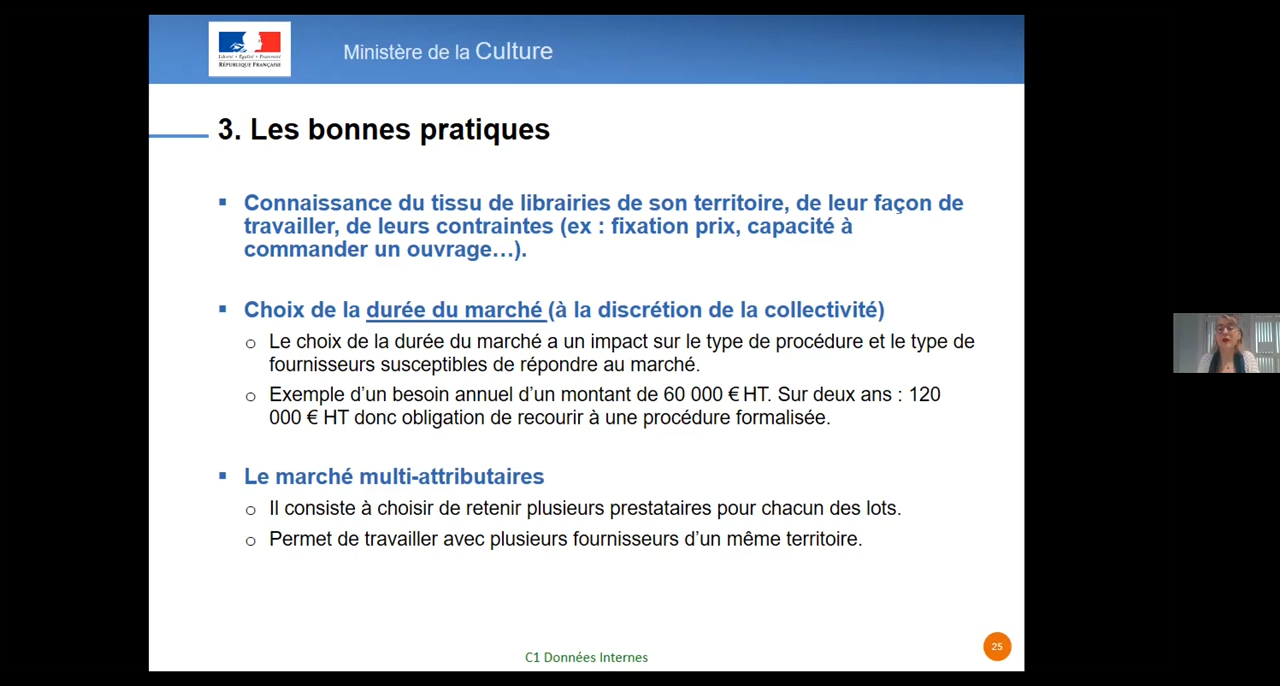 Liberté • Égalité • Fraternité
RÉPUBLIQUE FRANÇAISE
Ministère de la Culture
3. Les bonnes pratiques
▪ Connaissance du tissu de librairies de son territoire, de leur façon de
travailler, de leurs contraintes (ex : fixation prix, capacité à
commander un ouvrage…).
▪ Choix de la durée du marché (à la discrétion de la collectivité)
o Le choix de la durée du marché a un impact sur le type de procédure et le type de
fournisseurs susceptibles de répondre au marché.
o Exemple d’un besoin annuel d’un montant de 60 000 € HT. Sur deux ans : 120
000 € HT donc obligation de recourir à une procédure formalisée.
▪ Le marché multi-attributaires
o Il consiste à choisir de retenir plusieurs prestataires pour chacun des lots.
o Permet de travailler avec plusieurs fournisseurs d’un même territoire.
C1 Données Internes
25